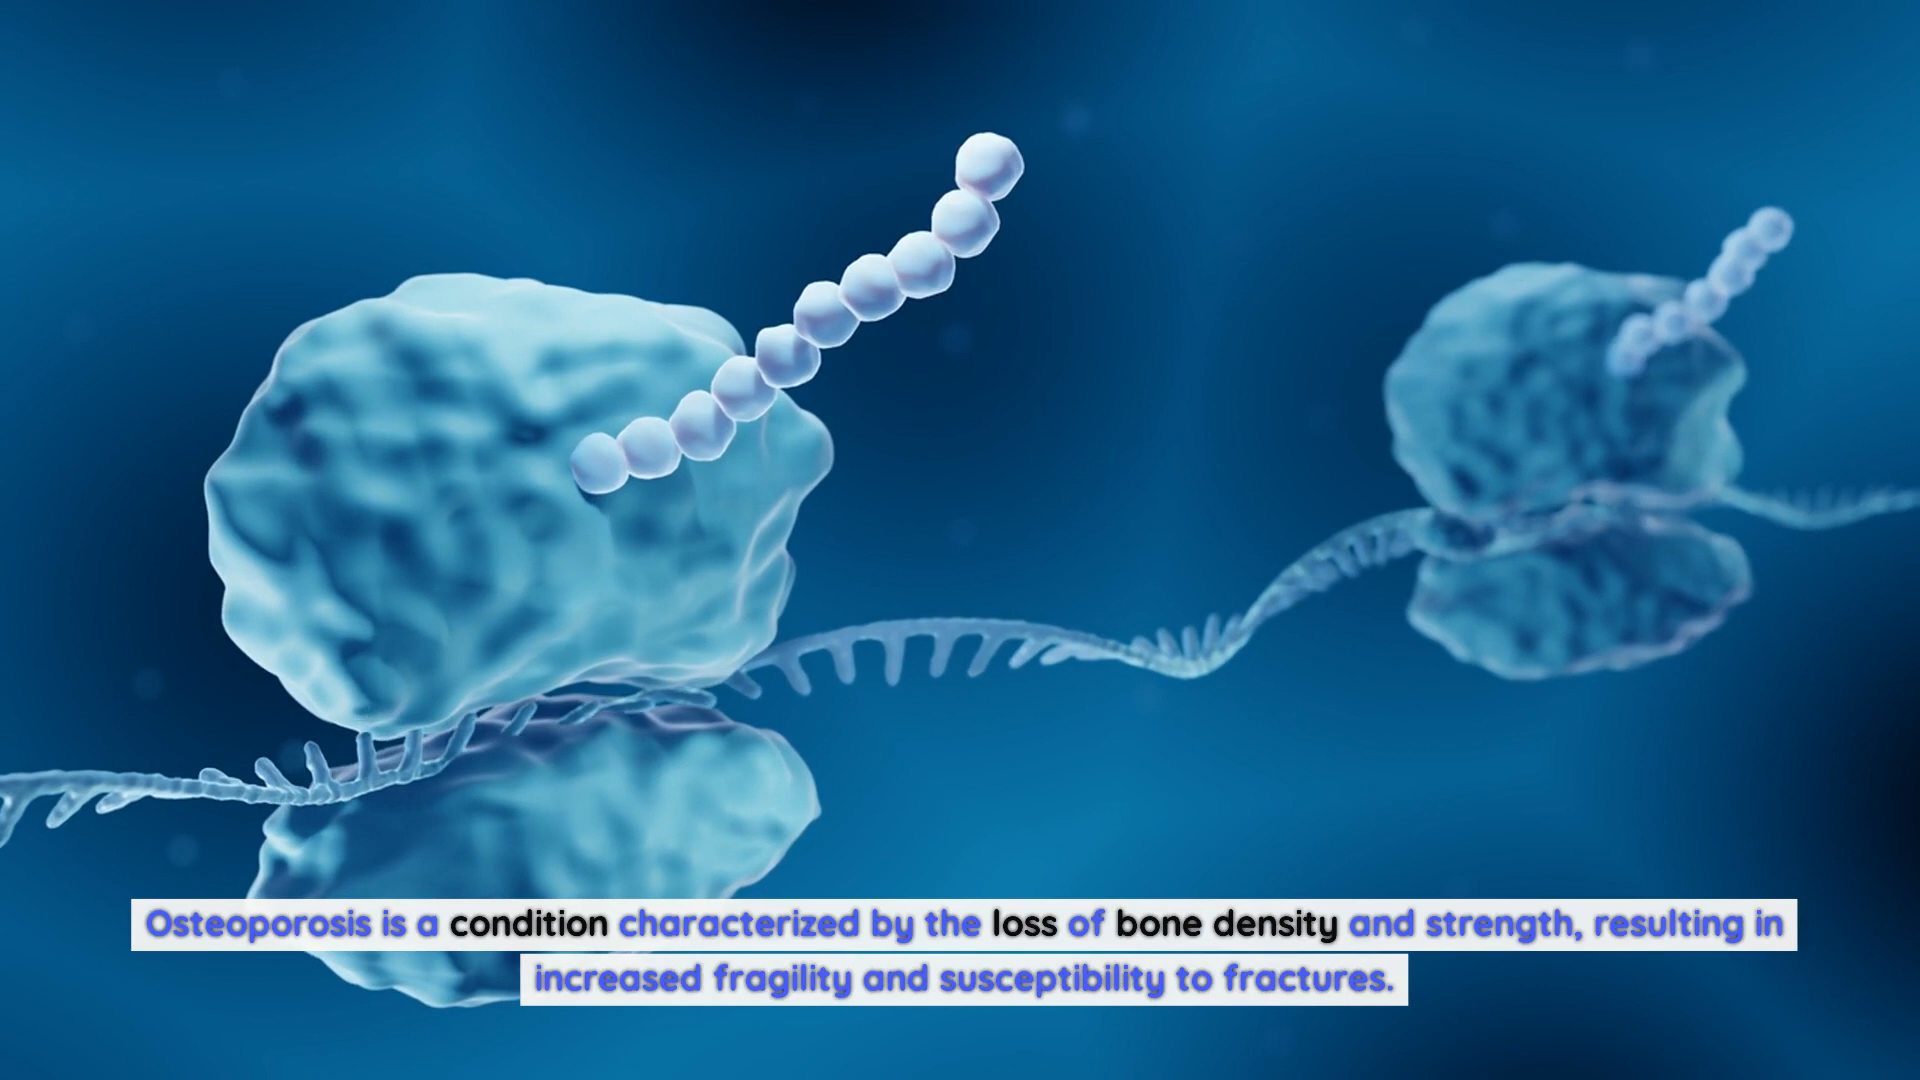 Osteoporosis is a condition characterized by the loss of bone density and strength, resulting in
increased fragility and susceptibility to fractures.